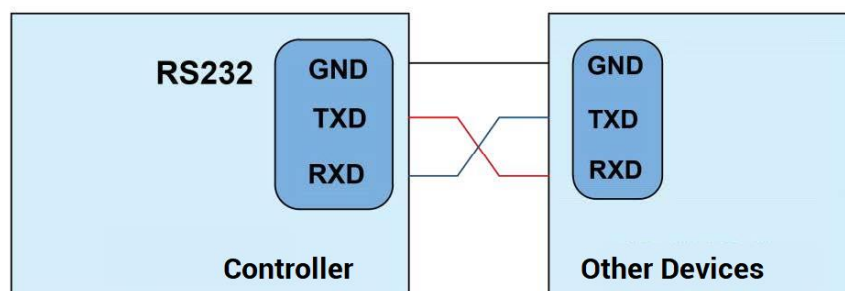 RS232
GND
TXD
RXD
Controller
GND
TXD
RXD
Other Devices